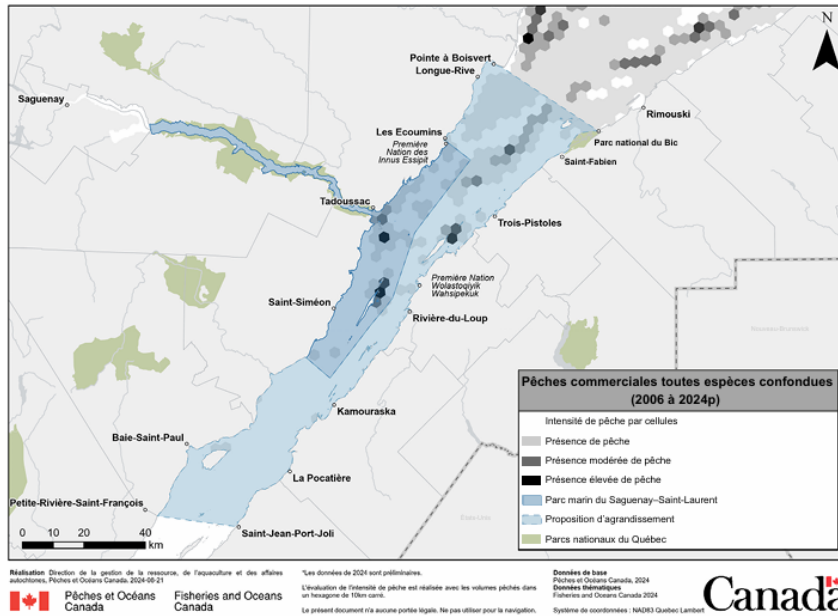 N
Pointe à Boisvert
Longue-Rive
Saguenay
Rimouski
Les Ecoumins
Première
Nation des
Innus Essipit
Parc national du Bic
Saint-Fabien
Tadoussac
Trois-Pistoles
Première Nation
Wolastoqiyik
Wahsipekuk
Saint-Siméon
Rivière-du-Loup
Nouveau-Brunswick
Kamouraska
Baie-Saint-Paul
La Pocatière
Petite-Rivière-Saint-François
Saint-Jean-Port-Joli
États-Unis
0 10 20 30 40
km
Pêches commerciales toutes espèces confondues
(2006 à 2024p)
Intensité de pêche par cellules
Présence de pêche
Présence modérée de pêche
Présence élevée de pêche
Parc marin du Saguenay–Saint-Laurent
Proposition d'agrandissement
Parcs nationaux du Québec
Réalisation Direction de la gestion de la ressource, de l'aquaculture et des affaires
autochtones, Pêches et Océans Canada, 2024-08-21
Pêches et Océans
Canada
Fisheries and Oceans
Canada
*Les données de 2024 sont préliminaires.
L'évaluation de l'intensité de pêche est réalisée avec les volumes pêchés dans
un hexagone de 10km carré.
Le présent document n'a aucune portée légale. Ne pas utiliser pour la navigation.
Données de base
Pêches et Océans Canada, 2024
Données thématiques
Fisheries and Oceans Canada 2024
Système de coordonnées : NAD83 Quebec Lambert
Canada